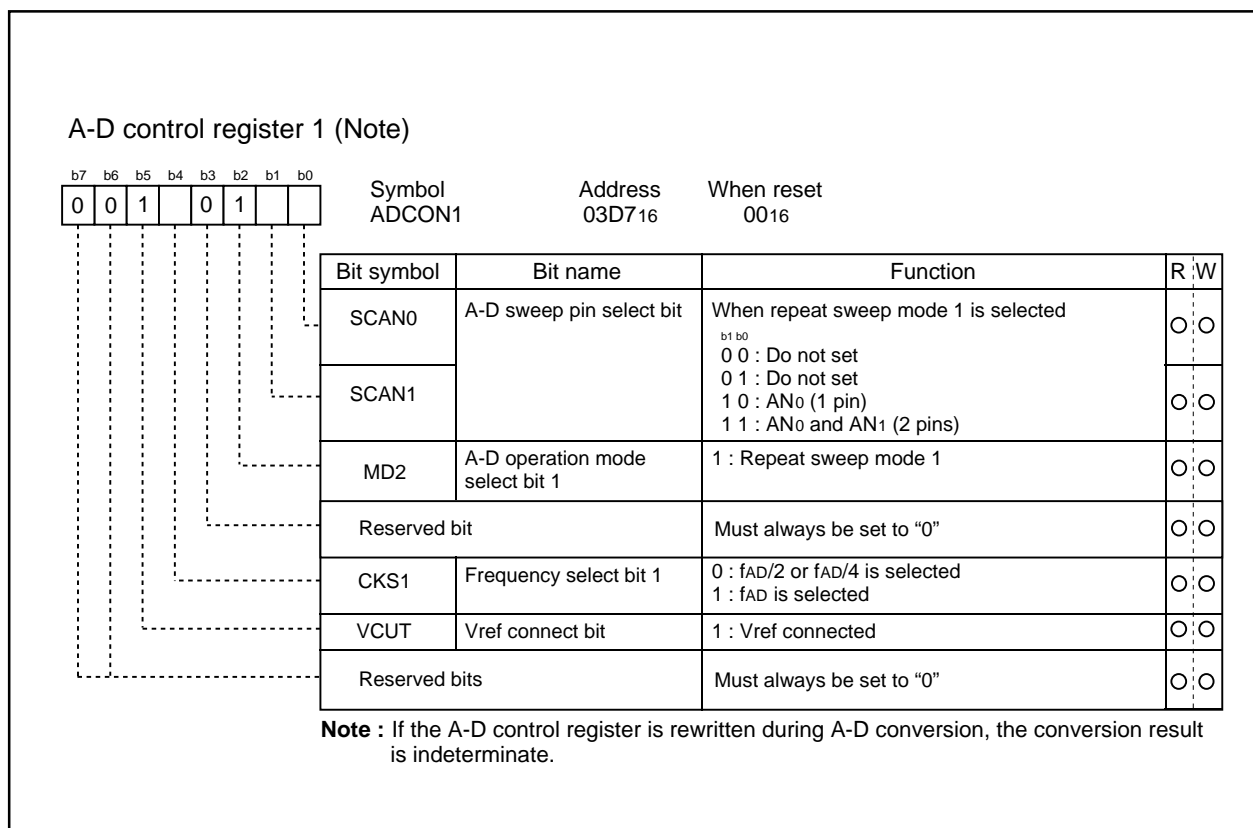 A-D control register 1 (Note)
b7 b6 b5 b4 b3 b2 b1 b0
0 0 1 0 1
Symbol Address When reset
ADCON1 03D716 0016
Bit symbol Bit name Function R W
SCAN0 A-D sweep pin select bit When repeat sweep mode 1 is selected
b1 b0
0 0 : Do not set
0 1 : Do not set
SCAN1
1 0 : AN0 (1 pin)
1 1 : AN0 and AN1 (2 pins)
MD2 A-D operation mode select bit 1 1 : Repeat sweep mode 1
Reserved bit Must always be set to “0”
CKS1 Frequency select bit 1 0 : fAD/2 or fAD/4 is selected
1 : fAD is selected
VCUT Vref connect bit 1 : Vref connected
Reserved bits Must always be set to “0”
Note : If the A-D control register is rewritten during A-D conversion, the conversion result
is indeterminate.